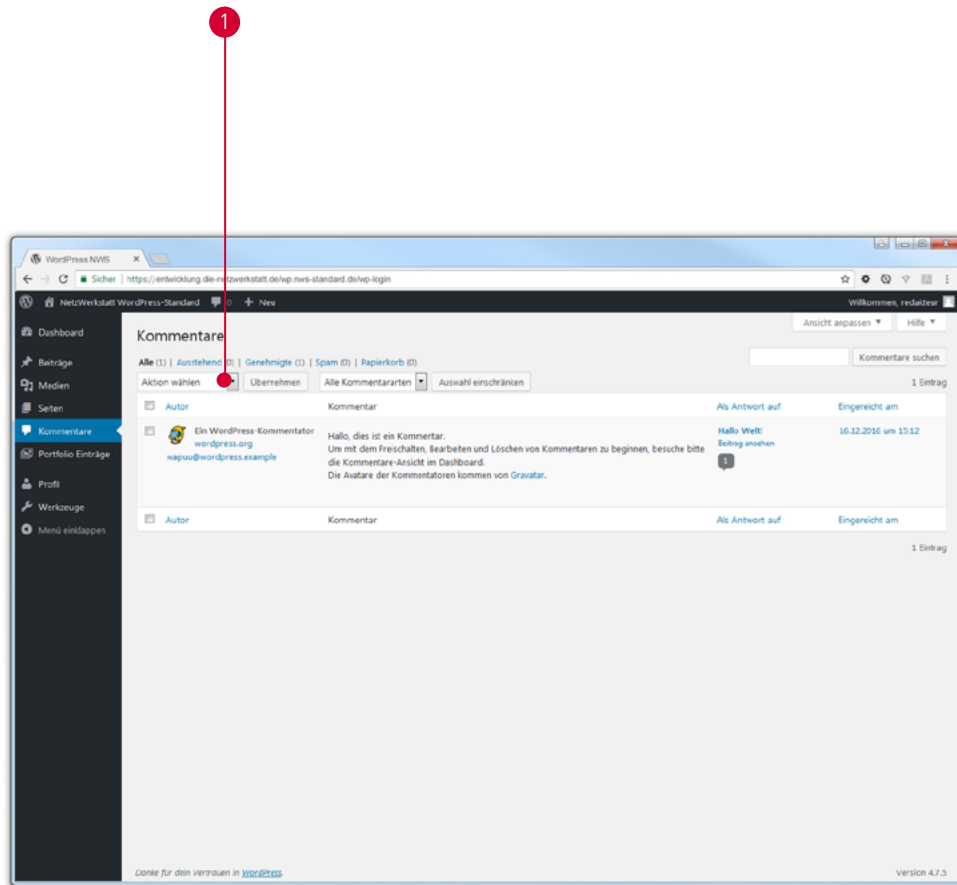 1
WordPress NWS
Sicher | https://entwicklung.die-netzwerkstatt.de/wp.nws-standard.de/wp-login
NetzWerkstatt WordPress-Standard 0 + Neu Willkommen, redakteur
Ansicht anpassen Hilfe
Dashboard
Beiträge
Medien
Seiten
Kommentare
Portfolio Einträge
Profil
Werkzeuge
Menü einklappen
Kommentare
Alle (1) | Ausstehend (0) | Genehmigte (1) | Spam (0) | Papierkorb (0)
Kommentare suchen
Aktion wählen Übernehmen Alle Kommentararten Auswahl einschränken 1 Eintrag
Autor Kommentar Als Antwort auf Eingereicht am
Ein WordPress-Kommentator
wordpress.org
wapuu@wordpress.example
Hallo, dies ist ein Kommentar.
Um mit dem Freischalten, Bearbeiten und Löschen von Kommentaren zu beginnen, besuche bitte
die Kommentare-Ansicht im Dashboard.
Die Avatare der Kommentatoren kommen von Gravatar.
Hallo Welt!
Beitrag ansehen
1
16.12.2016 um 15:12
Autor Kommentar Als Antwort auf Eingereicht am
1 Eintrag
Danke für dein Vertrauen in WordPress.
Version 4.7.5